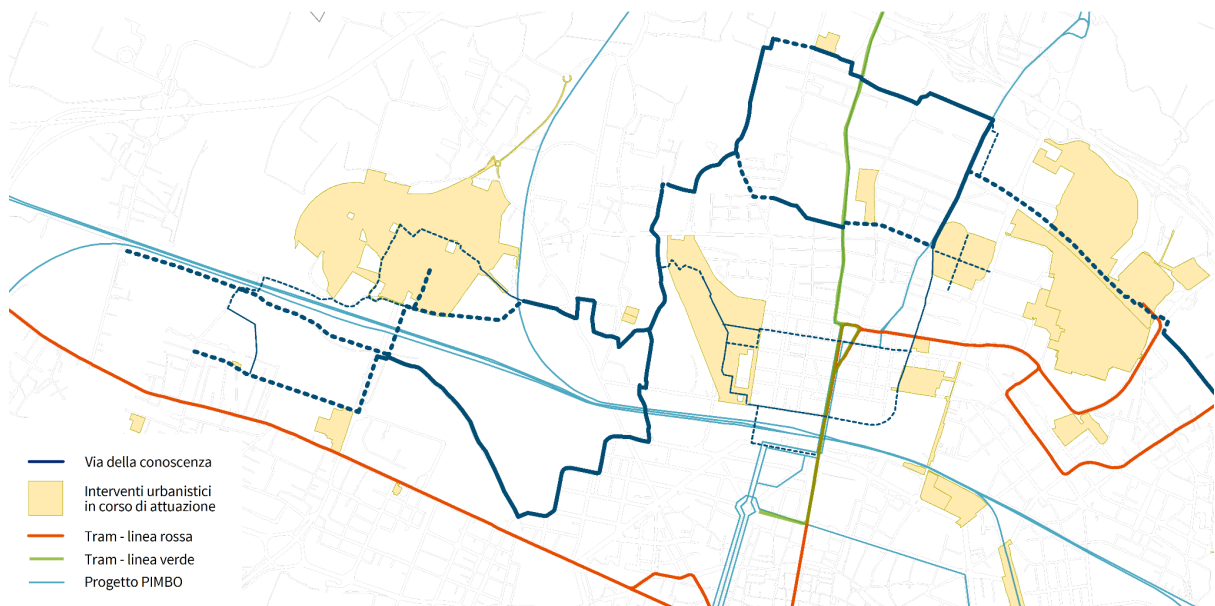 Via della conoscenza
Interventi urbanistici
in corso di attuazione
Tram - linea rossa
Tram - linea verde
Progetto PIMBO